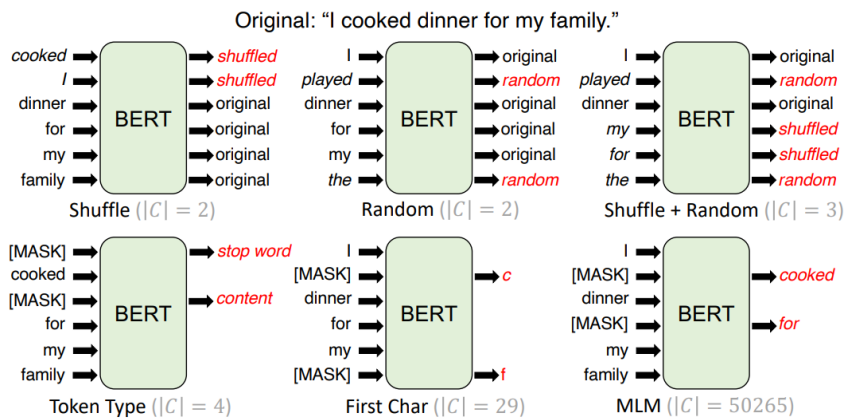 Original: “I cooked dinner for my family.”
cooked BERT shuffled
I shuffled
dinner original
for original
my original
family original
Shuffle (|C| = 2)
I BERT original
played random
dinner original
for original
my original
the random
Random (|C| = 2)
I BERT original
played random
dinner original
my shuffled
for shuffled
the random
Shuffle + Random (|C| = 3)
[MASK] BERT stop word
cooked
[MASK] content
for
my
family
Token Type (|C| = 4)
I BERT
[MASK] c
dinner
for
my
[MASK] f
First Char (|C| = 29)
I BERT
[MASK] cooked
dinner
[MASK] for
my
family
MLM (|C| = 50265)